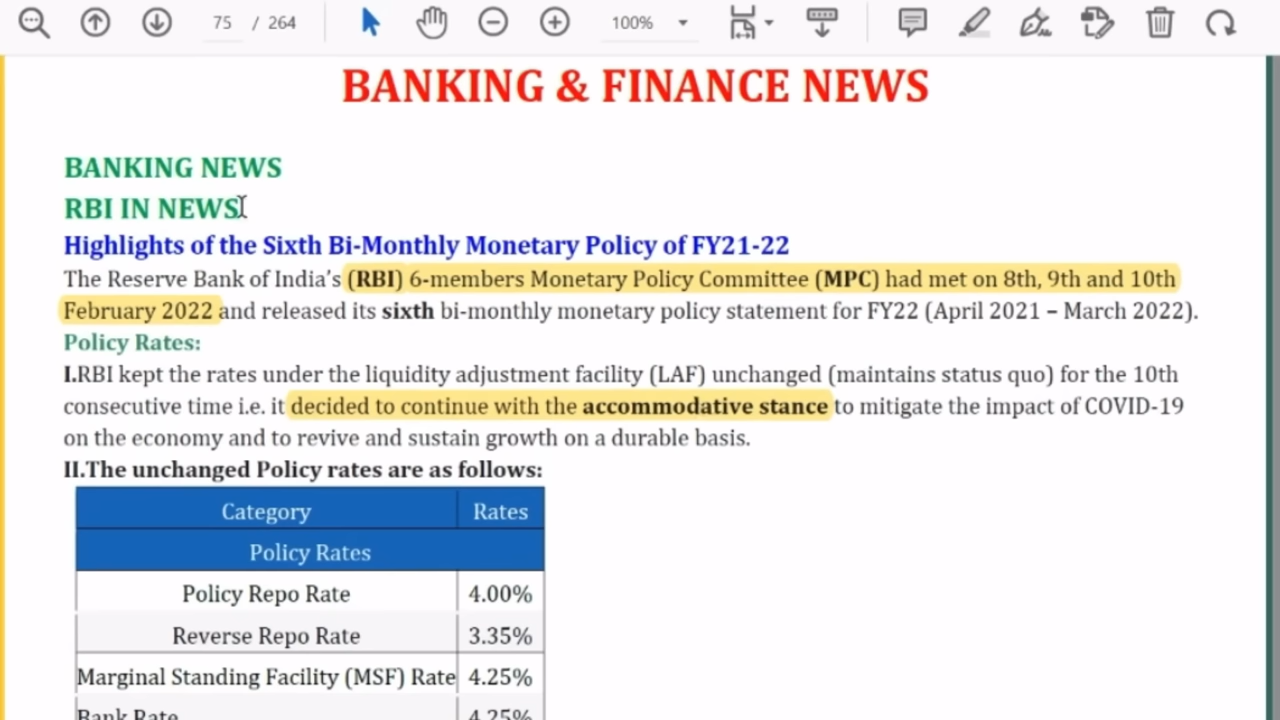 75 / 264
100%
BANKING & FINANCE NEWS
BANKING NEWS
RBI IN NEWS
Highlights of the Sixth Bi-Monthly Monetary Policy of FY21-22
The Reserve Bank of India’s (RBI) 6-members Monetary Policy Committee (MPC) had met on 8th, 9th and 10th
February 2022 and released its sixth bi-monthly monetary policy statement for FY22 (April 2021 – March 2022).
Policy Rates:
I.RBI kept the rates under the liquidity adjustment facility (LAF) unchanged (maintains status quo) for the 10th
consecutive time i.e. it decided to continue with the accommodative stance to mitigate the impact of COVID-19
on the economy and to revive and sustain growth on a durable basis.
II.The unchanged Policy rates are as follows:
Category Rates
Policy Rates
Policy Repo Rate 4.00%
Reverse Repo Rate 3.35%
Marginal Standing Facility (MSF) Rate 4.25%
Bank Rate 4.25%